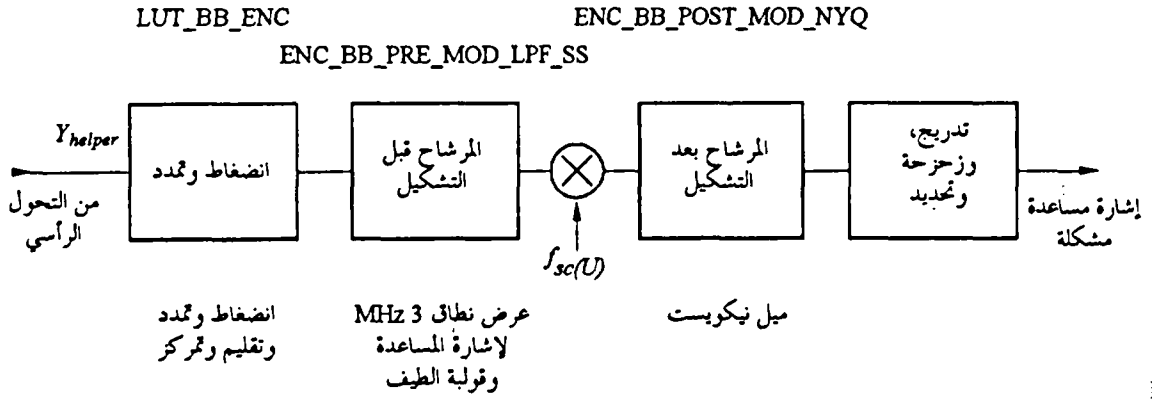 LUT_BB_ENC
ENC_BB_POST_MOD_NYQ
ENC_BB_PRE_MOD_LPF_SS
Y_helper
من التحول
الرأسي
انضغاط وتمدد
المرشاح قبل
التشكيل
f_sc(U)
المرشاح بعد
التشكيل
تدريج،
وزحزحة
وتحديد
إشارة مساعدة
مشكلة
انضغاط وتمدد
وتقليم وتمركز
عرض نطاق 3 MHz
لإشارة المساعدة
وقولبة الطيف
ميل نيكويست